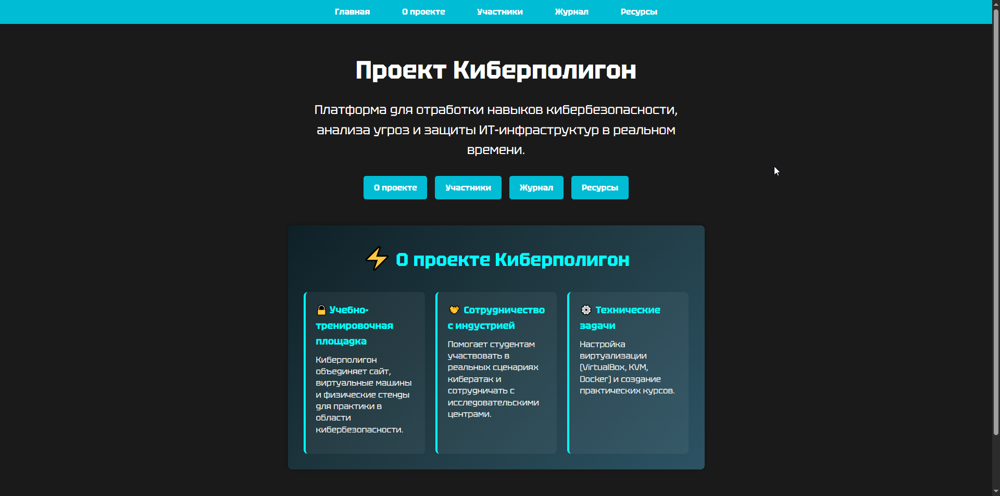 Главная О проекте Участники Журнал Ресурсы
Проект Киберполигон
Платформа для отработки навыков кибербезопасности,
анализа угроз и защиты ИТ-инфраструктур в реальном
времени.
О проекте Участники Журнал Ресурсы
О проекте Киберполигон
Учебно-
тренировочная
площадка
Киберполигон
объединяет сайт,
виртуальные машины
и физические стенды
для практики в
области
кибербезопасности.
Сотрудничество
с индустрией
Помогает студентам
участвовать в
реальных сценариях
кибератак и
сотрудничать с
исследовательскими
центрами.
Технические
задачи
Настройка
виртуализации
(VirtualBox, KVM,
Docker) и создание
практических курсов.